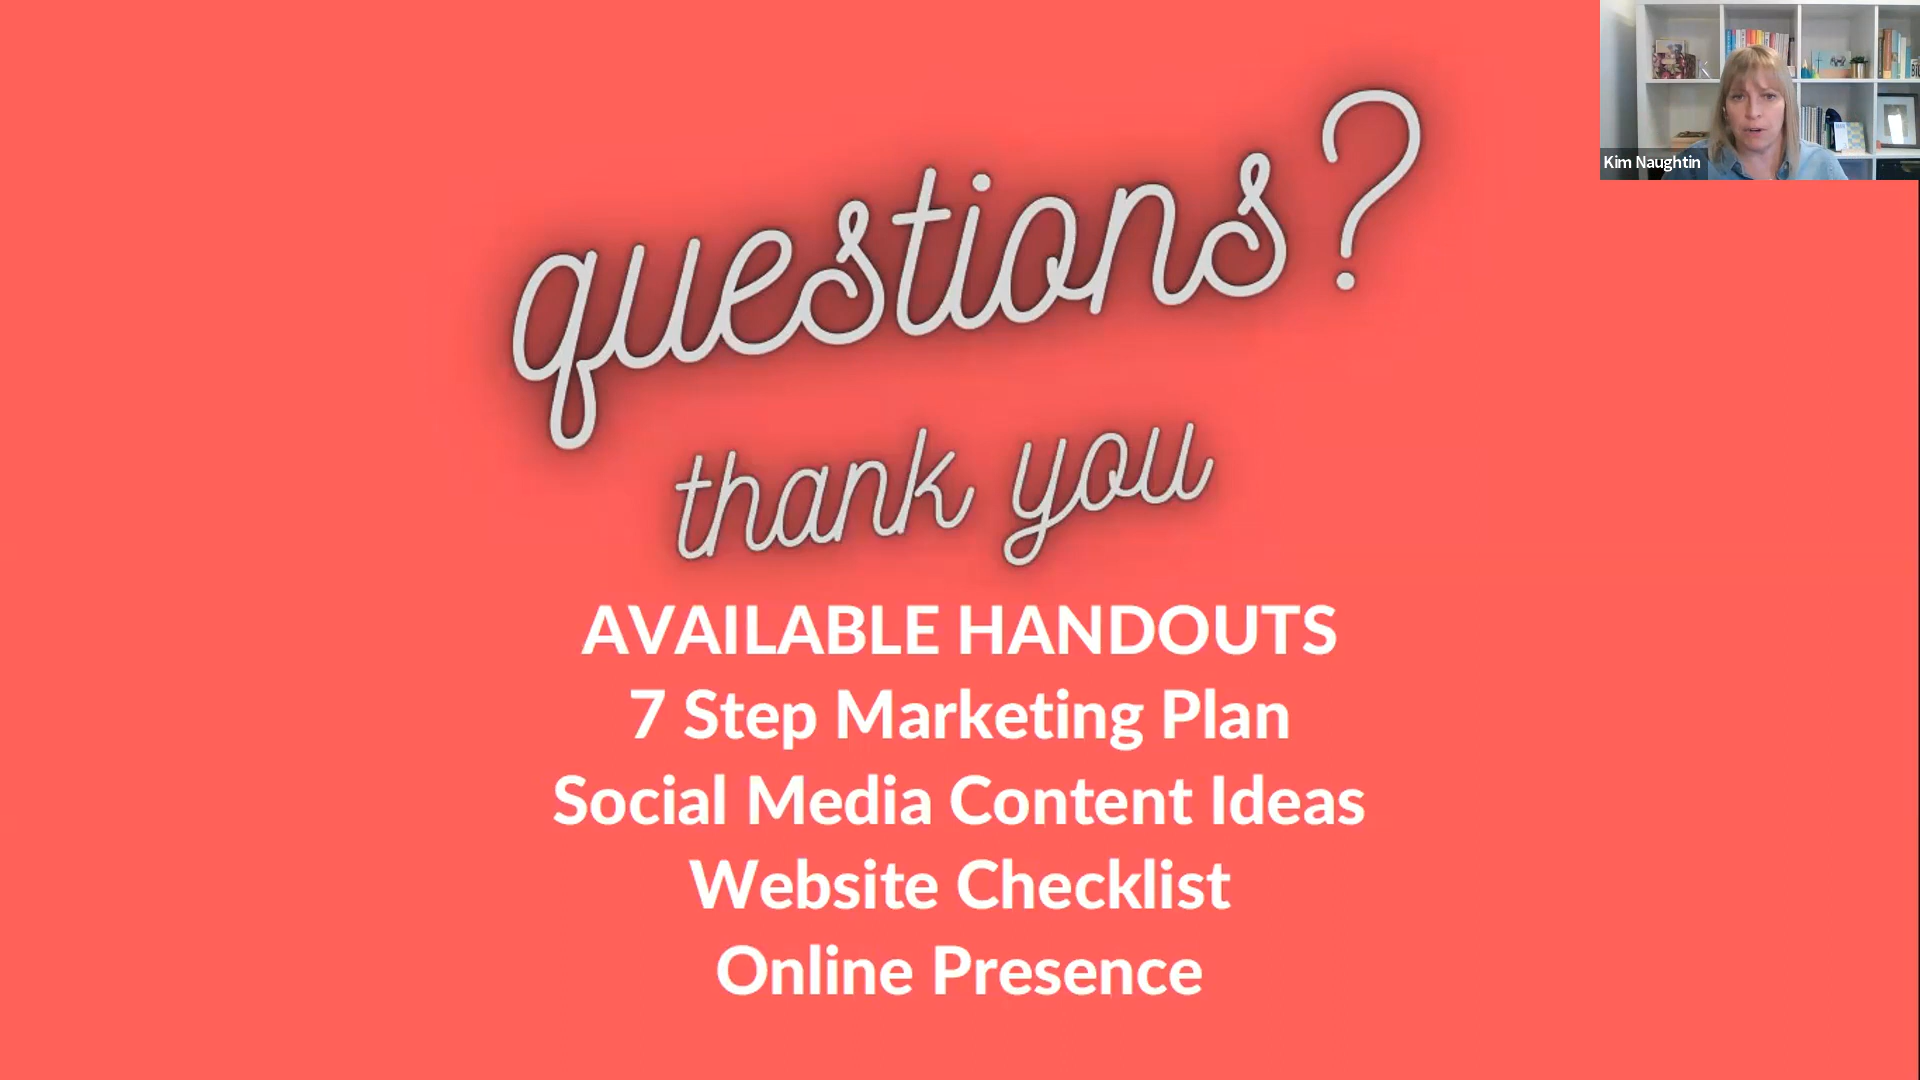 Kim Naughtin
questions?
thank you
AVAILABLE HANDOUTS
7 Step Marketing Plan
Social Media Content Ideas
Website Checklist
Online Presence